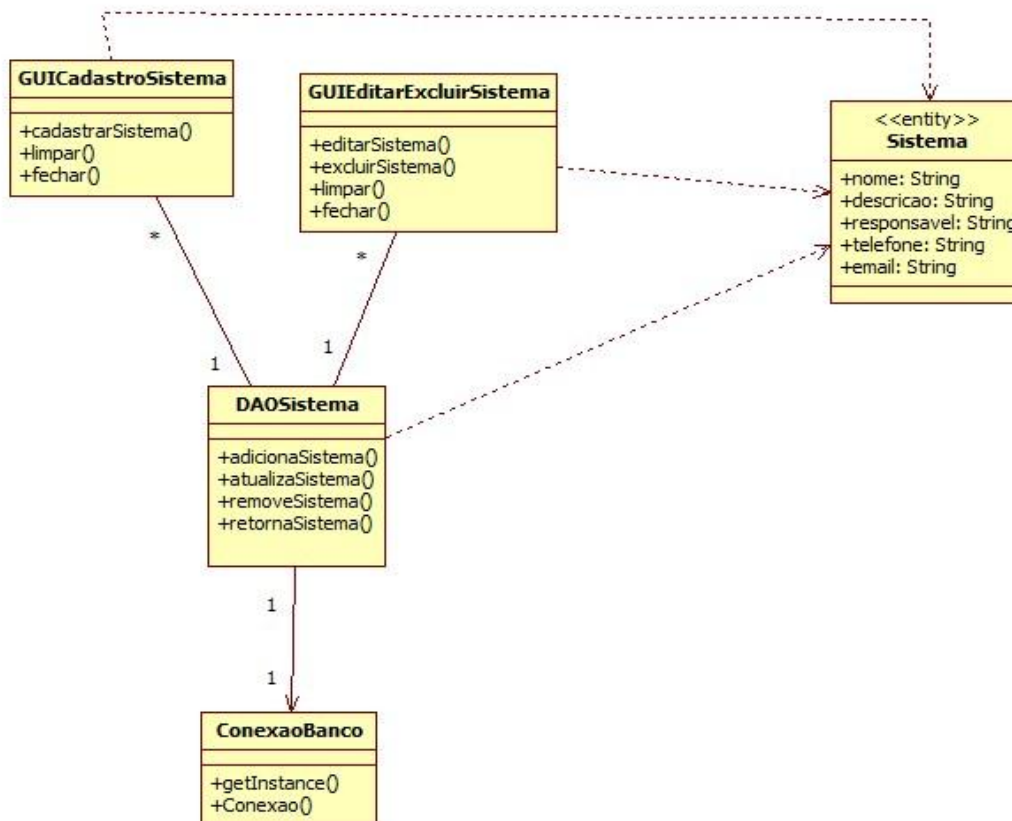 GUICadastroSistema
+cadastrarSistema()
+limpar()
+fechar()
GUIEditarExcluirSistema
+editarSistema()
+excluirSistema()
+limpar()
+fechar()
<<entity>>
Sistema
+nome: String
+descricao: String
+responsavel: String
+telefone: String
+email: String
*
*
1
1
DAOSistema
+adicionaSistema()
+atualizaSistema()
+removeSistema()
+retornaSistema()
1
1
ConexaoBanco
+getInstance()
+Conexao()